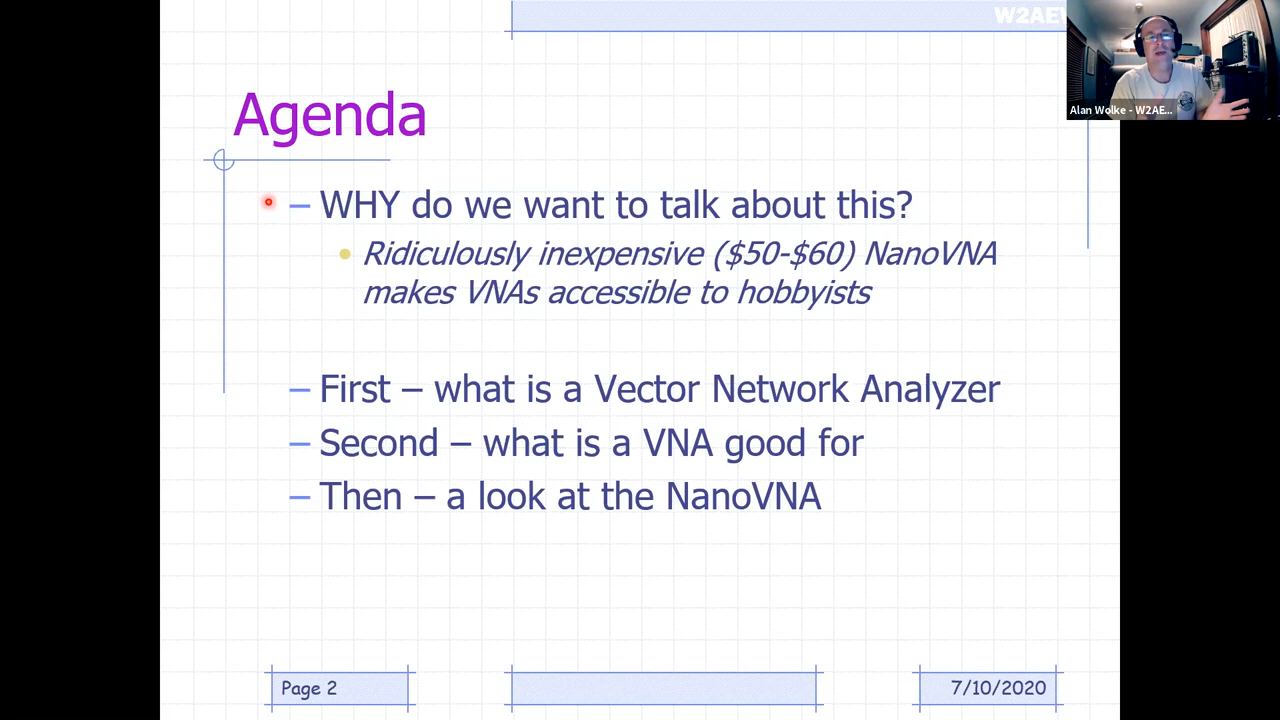 W2AE
Alan Wolke - W2AE...
Agenda
– WHY do we want to talk about this?
• Ridiculously inexpensive ($50-$60) NanoVNA
makes VNAs accessible to hobbyists
– First – what is a Vector Network Analyzer
– Second – what is a VNA good for
– Then – a look at the NanoVNA
Page 2
7/10/2020